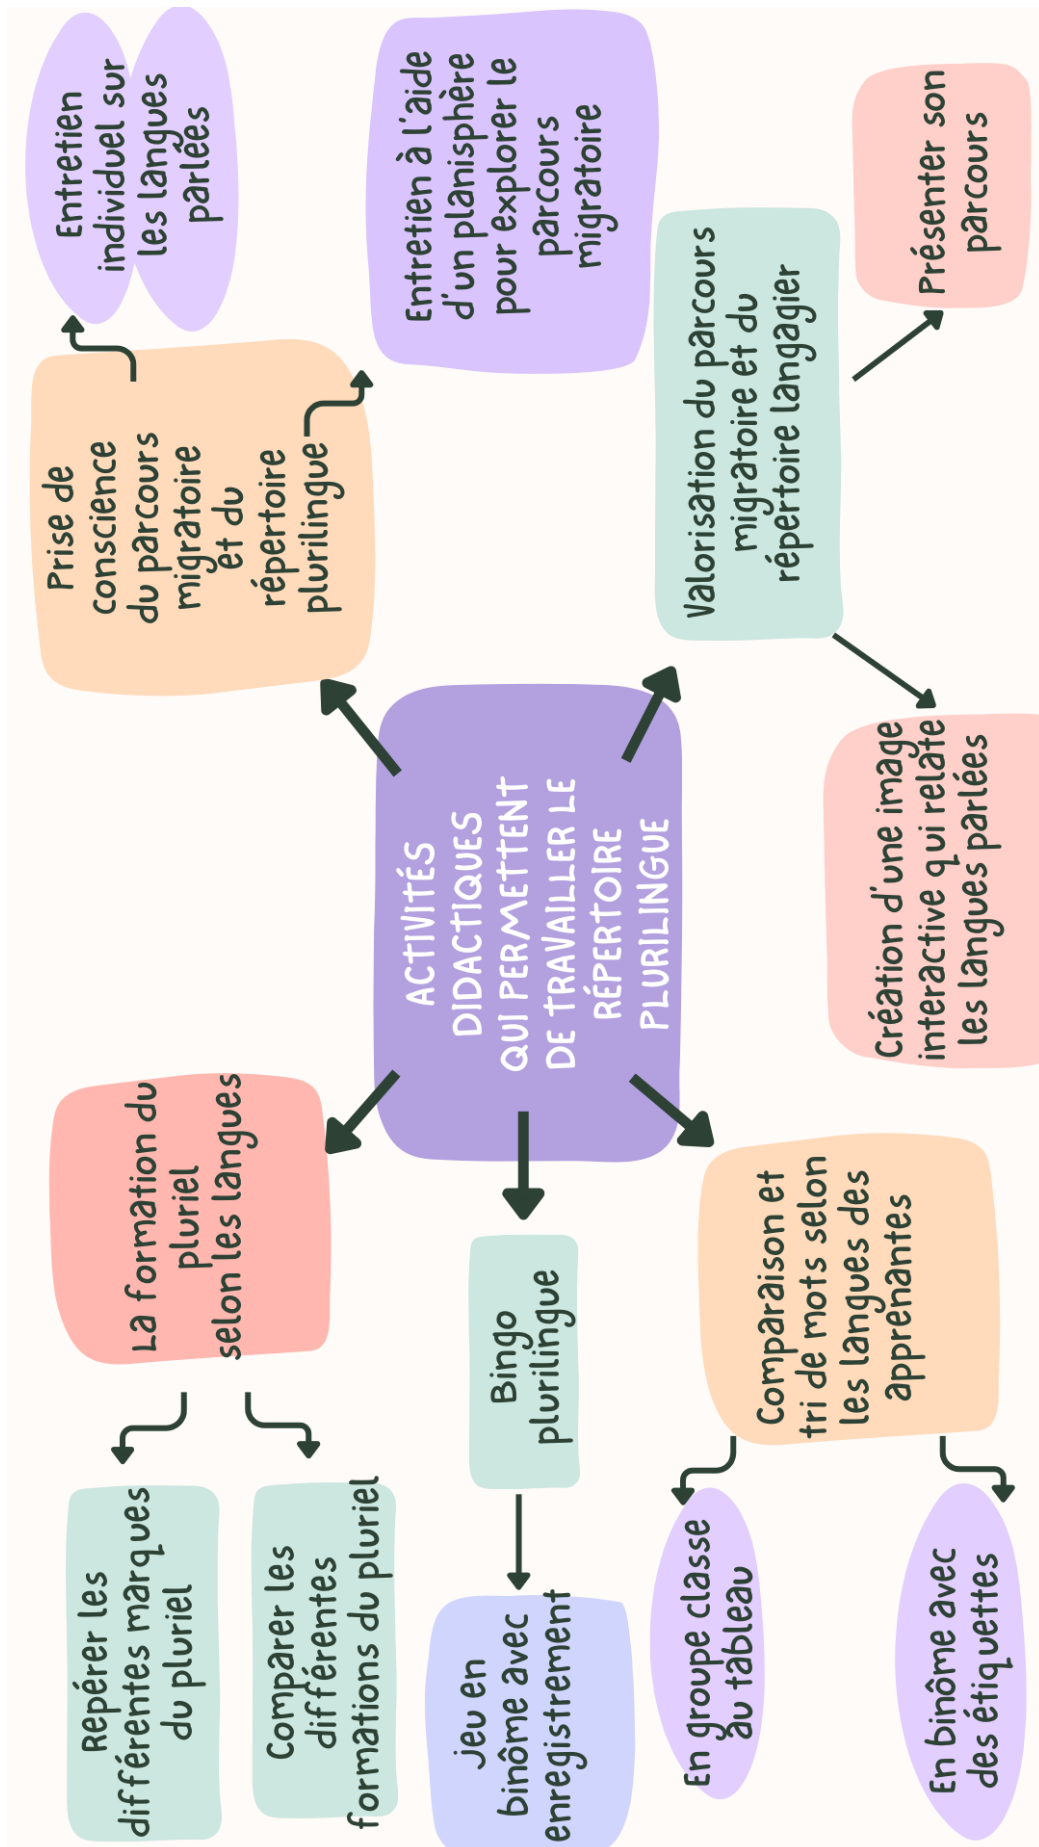 ACTIVITÉS
DIDACTIQUES
QUI PERMETTENT
DE TRAVAILLER LE
RÉPERTOIRE
PLURILINGUE
La formation du
pluriel
selon les langues
Repérer les
différentes marques
du pluriel
Comparer les
différentes
formations du pluriel
Prise de
conscience
du parcours
migratoire
et du
répertoire
plurilingue
Entretien
individuel sur
les langues
parlées
Entretien à l'aide
d'un planisphère
pour explorer le
parcours
migratoire
Bingo
plurilingue
Jeu en
binôme avec
enregistrement
Comparaison et
tri de mots selon
les langues des
apprenantes
En groupe classe
au tableau
En binôme avec
des étiquettes
Valorisation du parcours
migratoire et du
répertoire langagier
Présenter son
parcours
Création d'une image
interactive qui relate
les langues parlées